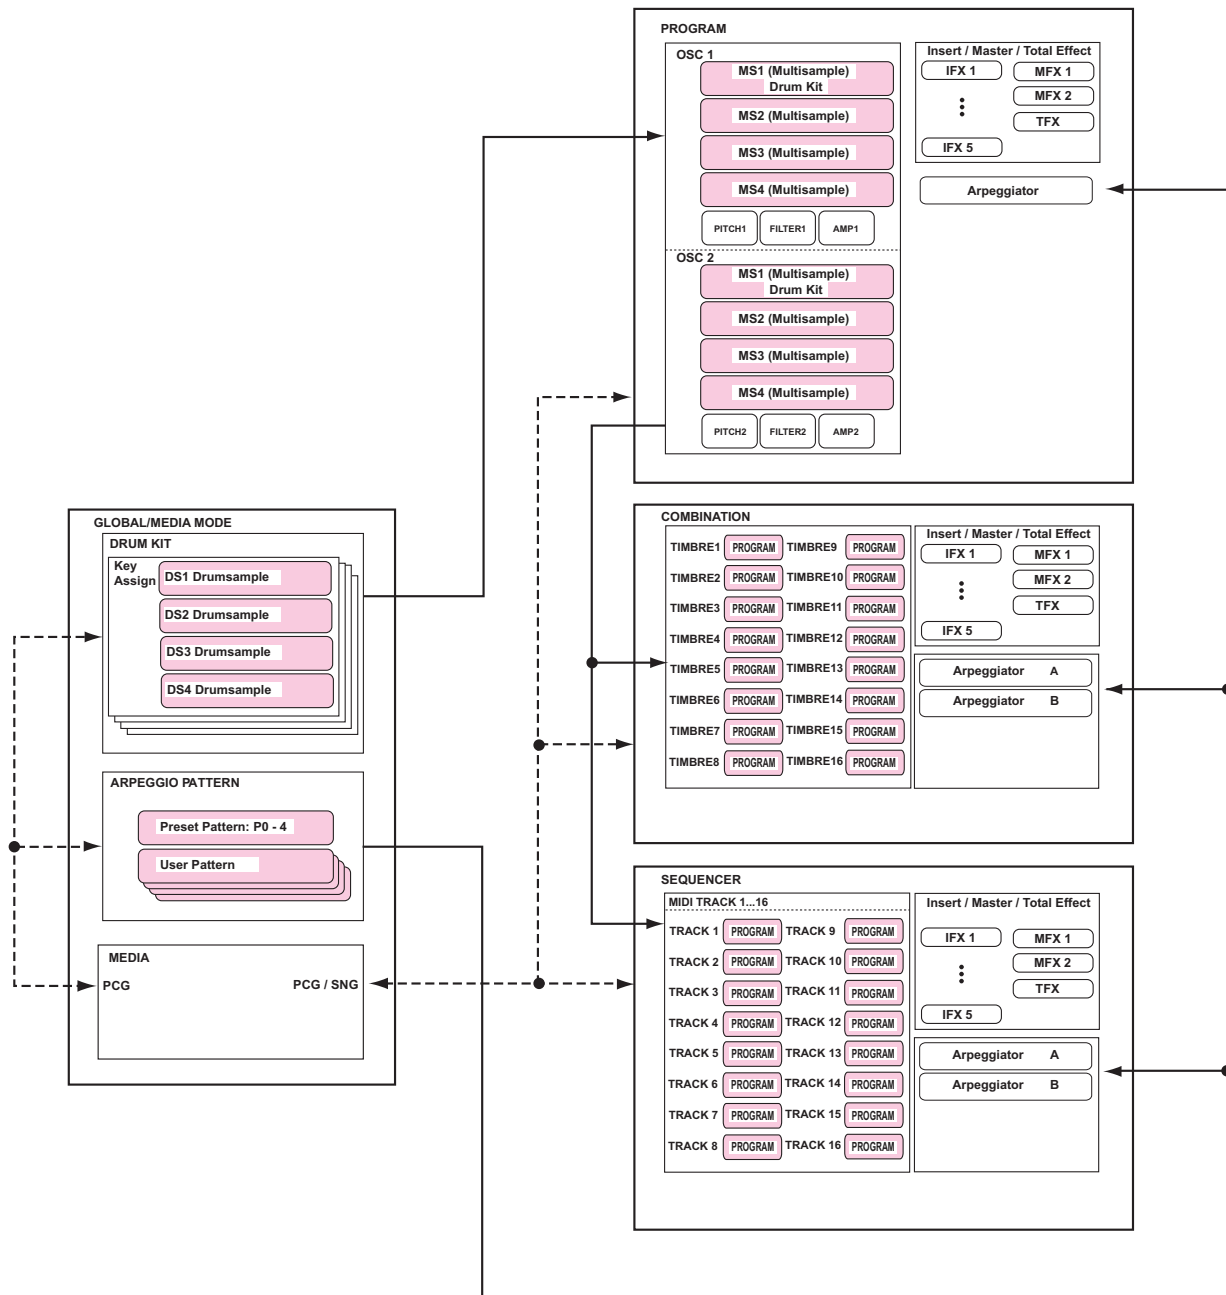 PROGRAM
OSC 1
MS1 (Multisample)
Drum Kit
MS2 (Multisample)
MS3 (Multisample)
MS4 (Multisample)
PITCH1
FILTER1
AMP1
OSC 2
MS1 (Multisample)
Drum Kit
MS2 (Multisample)
MS3 (Multisample)
MS4 (Multisample)
PITCH2
FILTER2
AMP2
Insert / Master / Total Effect
IFX 1
MFX 1
MFX 2
TFX
IFX 5
Arpeggiator
GLOBAL/MEDIA MODE
DRUM KIT
Key
Assign
DS1 Drumsample
DS2 Drumsample
DS3 Drumsample
DS4 Drumsample
ARPEGGIO PATTERN
Preset Pattern: P0 - 4
User Pattern
MEDIA
PCG
PCG / SNG
COMBINATION
TIMBRE1 PROGRAM TIMBRE9 PROGRAM
TIMBRE2 PROGRAM TIMBRE10 PROGRAM
TIMBRE3 PROGRAM TIMBRE11 PROGRAM
TIMBRE4 PROGRAM TIMBRE12 PROGRAM
TIMBRE5 PROGRAM TIMBRE13 PROGRAM
TIMBRE6 PROGRAM TIMBRE14 PROGRAM
TIMBRE7 PROGRAM TIMBRE15 PROGRAM
TIMBRE8 PROGRAM TIMBRE16 PROGRAM
Insert / Master / Total Effect
IFX 1
MFX 1
MFX 2
TFX
IFX 5
Arpeggiator A
Arpeggiator B
SEQUENCER
MIDI TRACK 1...16
TRACK 1 PROGRAM TRACK 9 PROGRAM
TRACK 2 PROGRAM TRACK 10 PROGRAM
TRACK 3 PROGRAM TRACK 11 PROGRAM
TRACK 4 PROGRAM TRACK 12 PROGRAM
TRACK 5 PROGRAM TRACK 13 PROGRAM
TRACK 6 PROGRAM TRACK 14 PROGRAM
TRACK 7 PROGRAM TRACK 15 PROGRAM
TRACK 8 PROGRAM TRACK 16 PROGRAM
Insert / Master / Total Effect
IFX 1
MFX 1
MFX 2
TFX
IFX 5
Arpeggiator A
Arpeggiator B